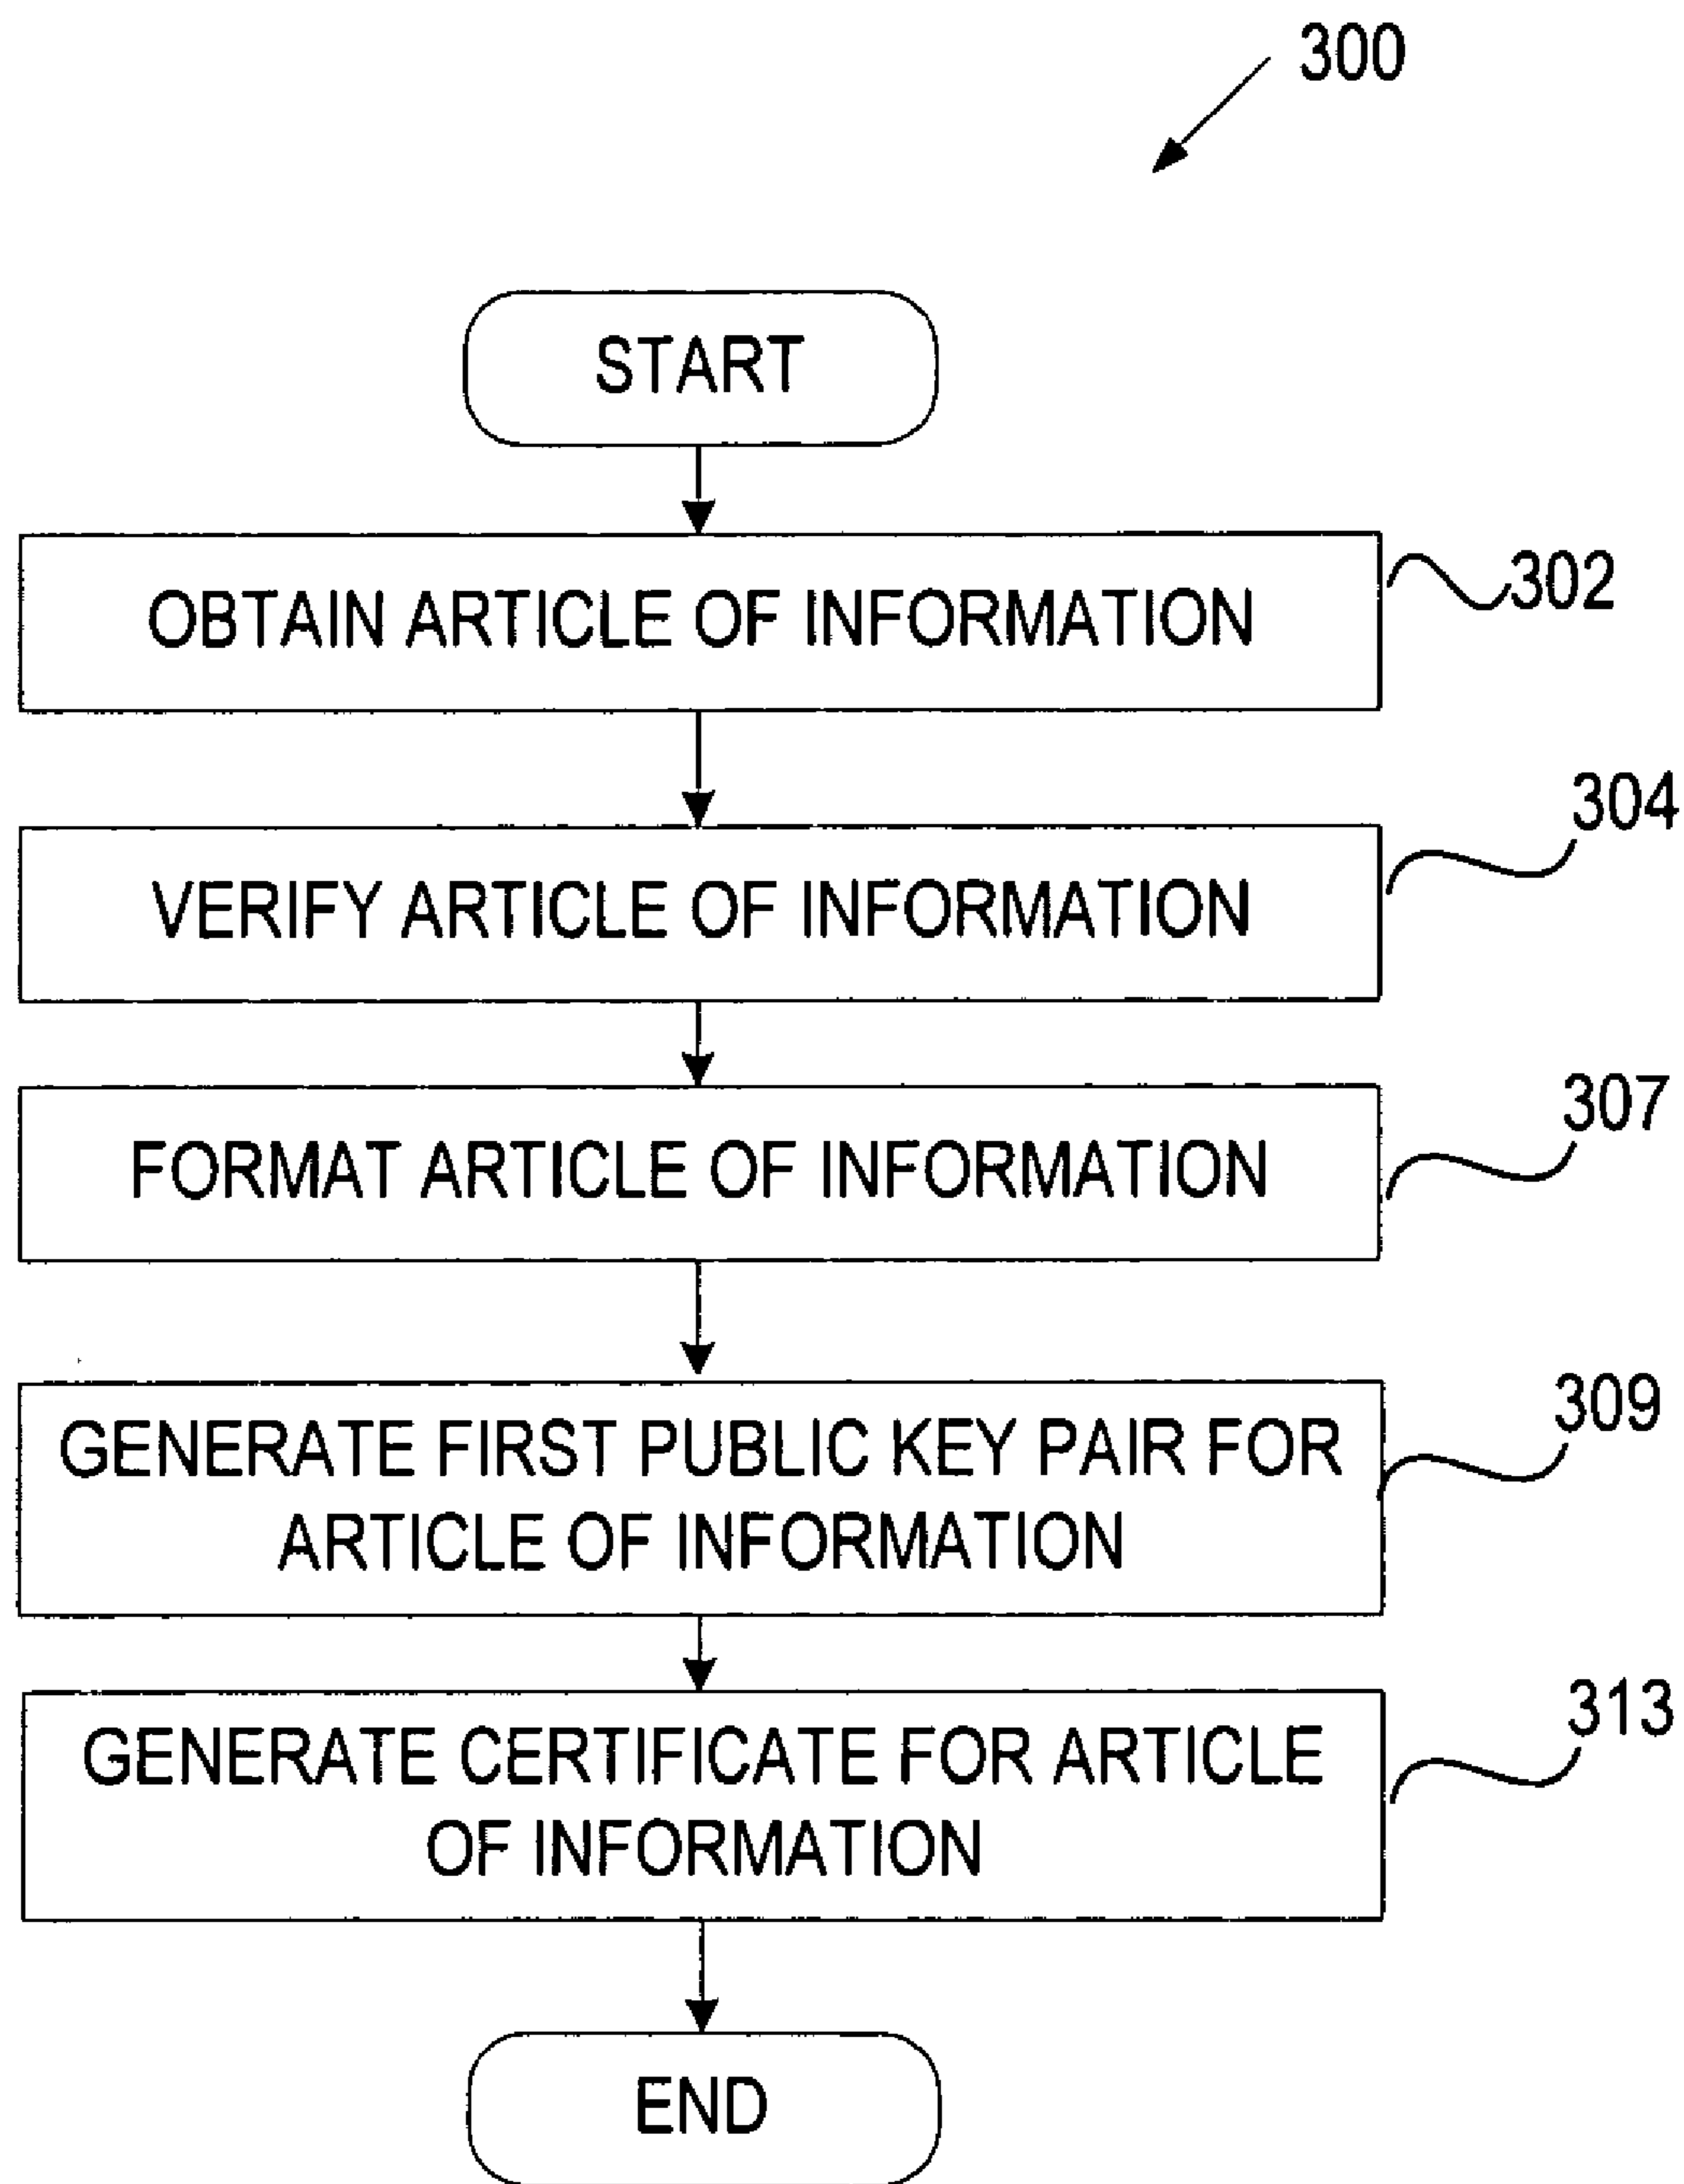 300
START
OBTAIN ARTICLE OF INFORMATION
302
VERIFY ARTICLE OF INFORMATION
304
FORMAT ARTICLE OF INFORMATION
307
GENERATE FIRST PUBLIC KEY PAIR FOR
ARTICLE OF INFORMATION
309
GENERATE CERTIFICATE FOR ARTICLE
OF INFORMATION
313
END